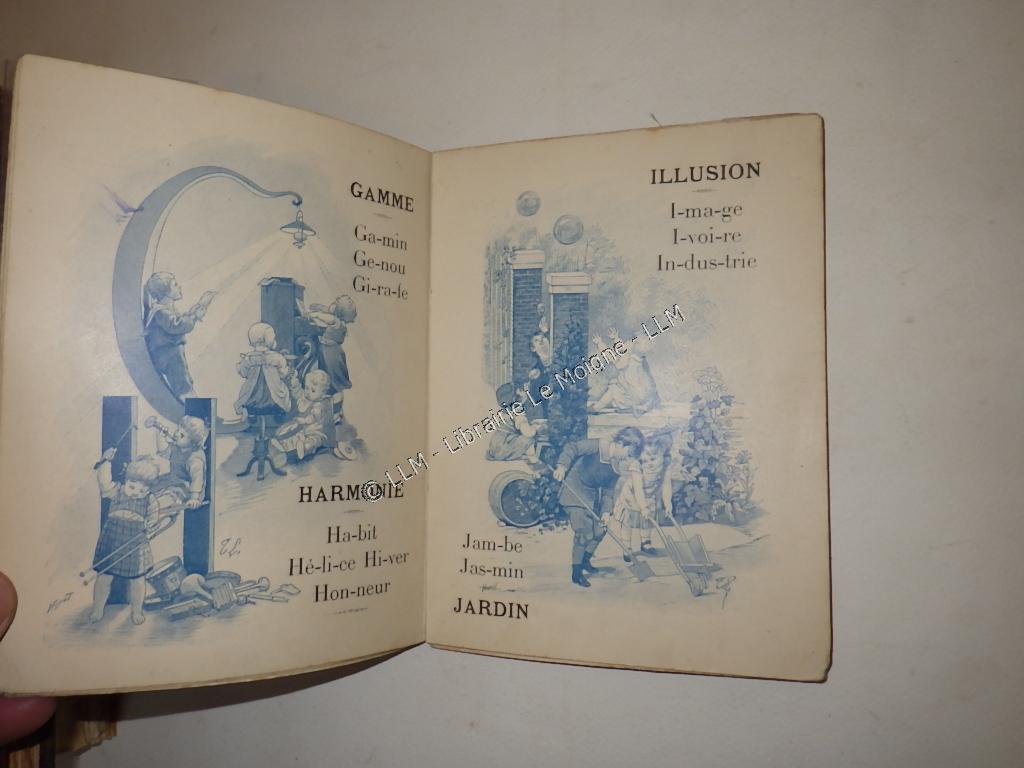 GAMME
Ga-min
Ge-nou
Gi-ra-fe
HARMONIE
Ha-bit
Hé-li-ce Hi-ver
Hon-neur
ILLUSION
I-ma-ge
I-voi-re
In-dus-trie
Jam-be
Jas-min
JARDIN
© LLM - Librairie Le Moigne - LLM